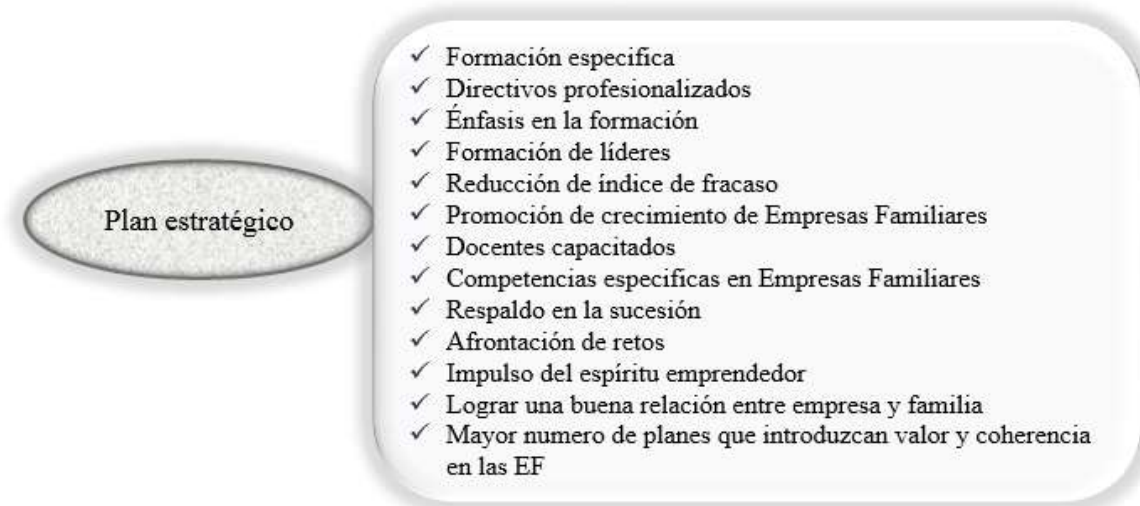 Plan estratégico
✓ Formación especifica
✓ Directivos profesionalizados
✓ Énfasis en la formación
✓ Formación de líderes
✓ Reducción de índice de fracaso
✓ Promoción de crecimiento de Empresas Familiares
✓ Docentes capacitados
✓ Competencias especificas en Empresas Familiares
✓ Respaldo en la sucesión
✓ Afrontación de retos
✓ Impulso del espíritu emprendedor
✓ Lograr una buena relación entre empresa y familia
✓ Mayor numero de planes que introduzcan valor y coherencia
en las EF